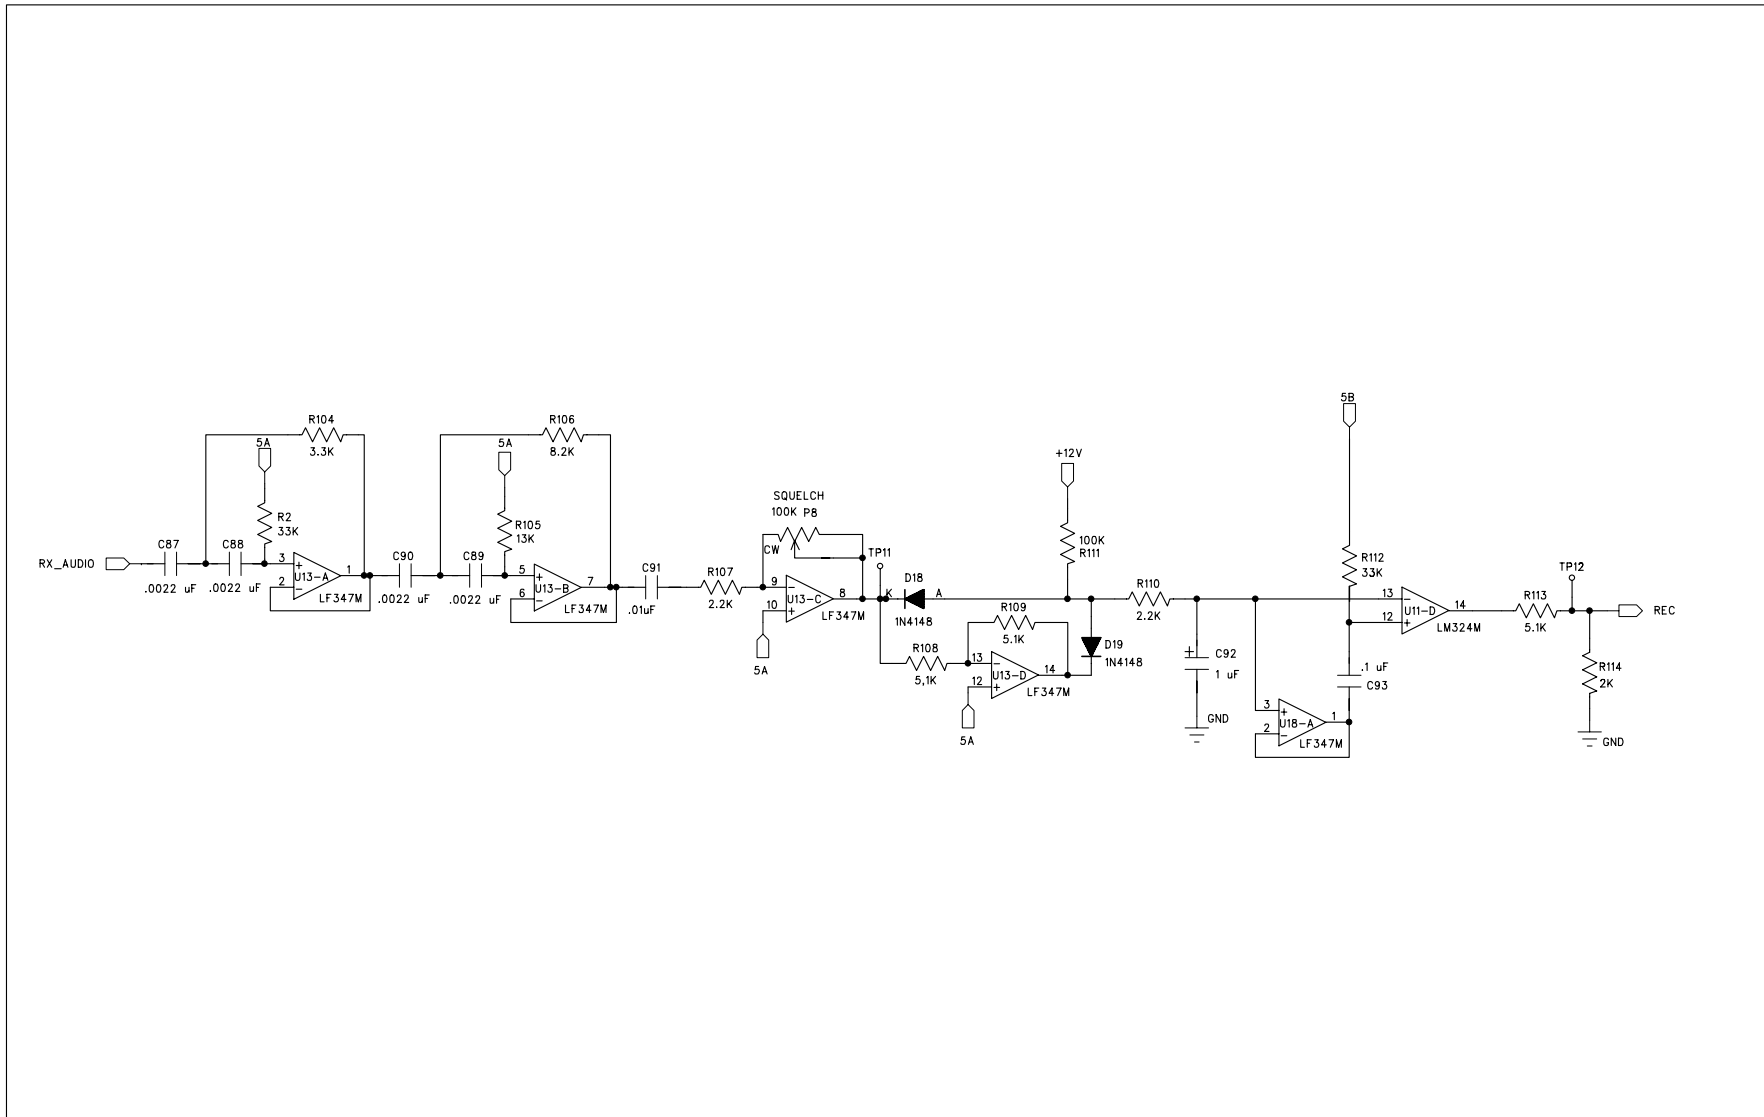 5B
R104
3.3K
5A
R106
8.2K
5A
+12V
SQUELCH
100K P8
CW
R2
33K
R105
13K
100K
R111
RX_AUDIO
C87
.0022 uF
C88
.0022 uF
3
2
1
U13-A
LF347M
C90
.0022 uF
C89
.0022 uF
5
6
7
U13-B
LF347M
C91
.01uF
R107
2.2K
9
10
8
U13-C
LF347M
5A
TP11
K
D18
A
1N4148
R108
5,1K
R109
5.1K
13
12
14
U13-D
LF347M
5A
D19
1N4148
R110
2.2K
C92
1 uF
GND
R112
33K
3
2
1
U18-A
LF347M
.1 uF
C93
13
12
14
U11-D
LM324M
R113
5.1K
TP12
REC
R114
2K
GND